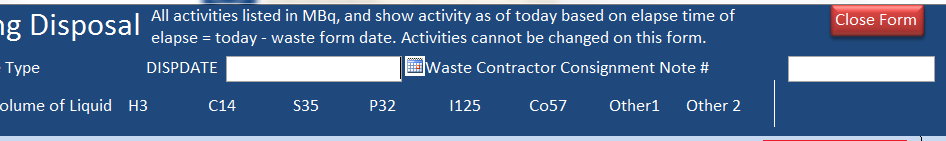 ng Disposal
All activities listed in MBq, and show activity as of today based on elapse time of
elapse = today - waste form date. Activities cannot be changed on this form.
Close Form
Type DISPDATE Waste Contractor Consignment Note #
olume of Liquid H3 C14 S35 P32 I125 Co57 Other1 Other 2